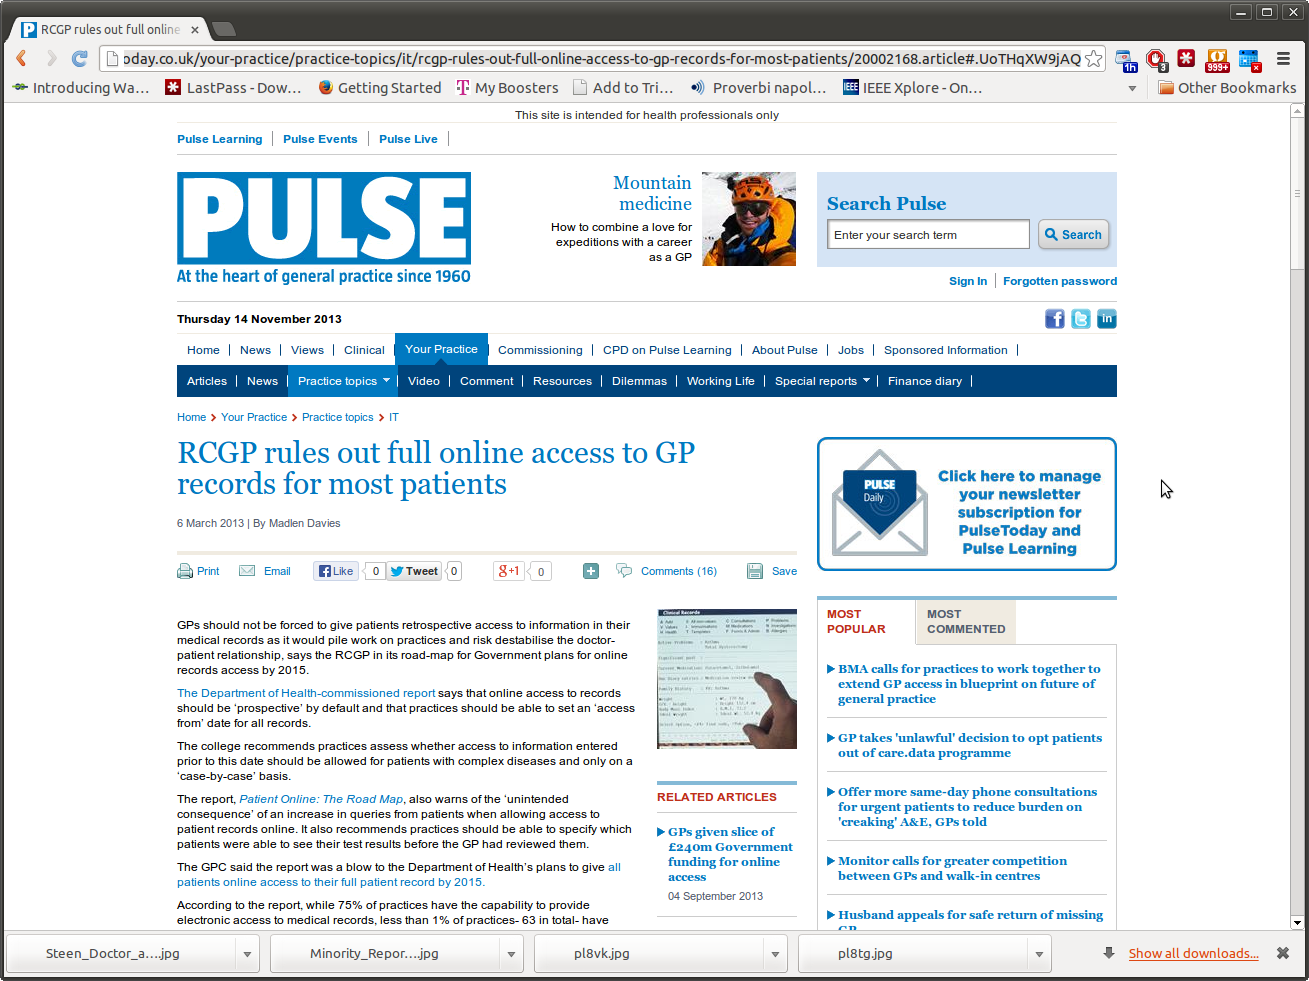 RCGP rules out full online
oday.co.uk/your-practice/practice-topics/it/rcgp-rules-out-full-online-access-to-gp-records-for-most-patients/20002168.article#.UoTHqXW9jAQ
1h
3
999+
Introducing Wa...
LastPass - Dow...
Getting Started
My Boosters
Add to Tri...
Proverbi napol...
IEEE Xplore - On...
Other Bookmarks
This site is intended for health professionals only
Pulse Learning
Pulse Events
Pulse Live
PULSE
At the heart of general practice since 1960
Mountain
medicine
How to combine a love for
expeditions with a career
as a GP
Search Pulse
Enter your search term
Search
Sign In
Forgotten password
Thursday 14 November 2013
Home
News
Views
Clinical
Your Practice
Commissioning
CPD on Pulse Learning
About Pulse
Jobs
Sponsored Information
Articles
News
Practice topics
Video
Comment
Resources
Dilemmas
Working Life
Special reports
Finance diary
Home > Your Practice > Practice topics > IT
RCGP rules out full online access to GP
records for most patients
6 March 2013 | By Madlen Davies
Print
Email
Like
0
Tweet
0
g+1
0
Comments (16)
Save
GPs should not be forced to give patients retrospective access to information in their
medical records as it would pile work on practices and risk destabilise the doctor-
patient relationship, says the RCGP in its road-map for Government plans for online
records access by 2015.
The Department of Health-commissioned report says that online access to records
should be ‘prospective’ by default and that practices should be able to set an ‘access
from’ date for all records.
The college recommends practices assess whether access to information entered
prior to this date should be allowed for patients with complex diseases and only on a
‘case-by-case’ basis.
The report, Patient Online: The Road Map, also warns of the ‘unintended
consequence’ of an increase in queries from patients when allowing access to
patient records online. It also recommends practices should be able to specify which
patients were able to see their test results before the GP had reviewed them.
The GPC said the report was a blow to the Department of Health’s plans to give all
patients online access to their full patient record by 2015.
According to the report, while 75% of practices have the capability to provide
electronic access to medical records, less than 1% of practices- 63 in total- have
Clinical Records
RELATED ARTICLES
GPs given slice of
£240m Government
funding for online
access
04 September 2013
PULSE
Daily
Click here to manage
your newsletter
subscription for
PulseToday and
Pulse Learning
MOST
POPULAR
MOST
COMMENTED
BMA calls for practices to work together to
extend GP access in blueprint on future of
general practice
GP takes 'unlawful' decision to opt patients
out of care.data programme
Offer more same-day phone consultations
for urgent patients to reduce burden on
'creaking' A&E, GPs told
Monitor calls for greater competition
between GPs and walk-in centres
Husband appeals for safe return of missing
GP
Steen_Doctor_a....jpg
Minority_Repor....jpg
pl8vk.jpg
pl8tg.jpg
Show all downloads...